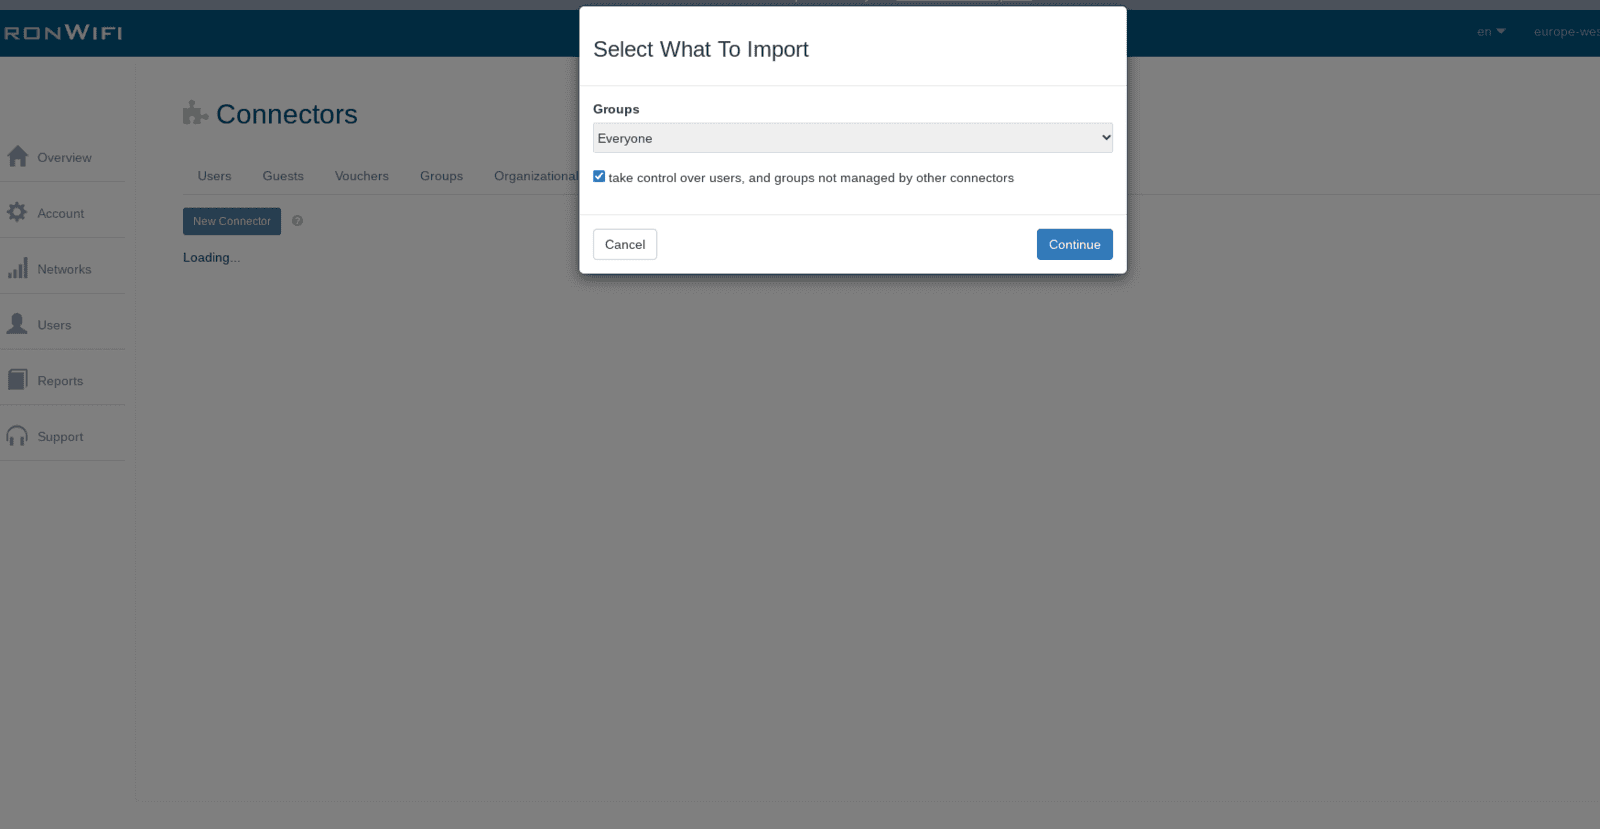 RONWIFI
en
europe-wes
Select What To Import
Groups
Everyone
take control over users, and groups not managed by other connectors
Cancel
Continue
Connectors
Users
Guests
Vouchers
Groups
Organizational
New Connector
?
Loading...
Overview
Account
Networks
Users
Reports
Support